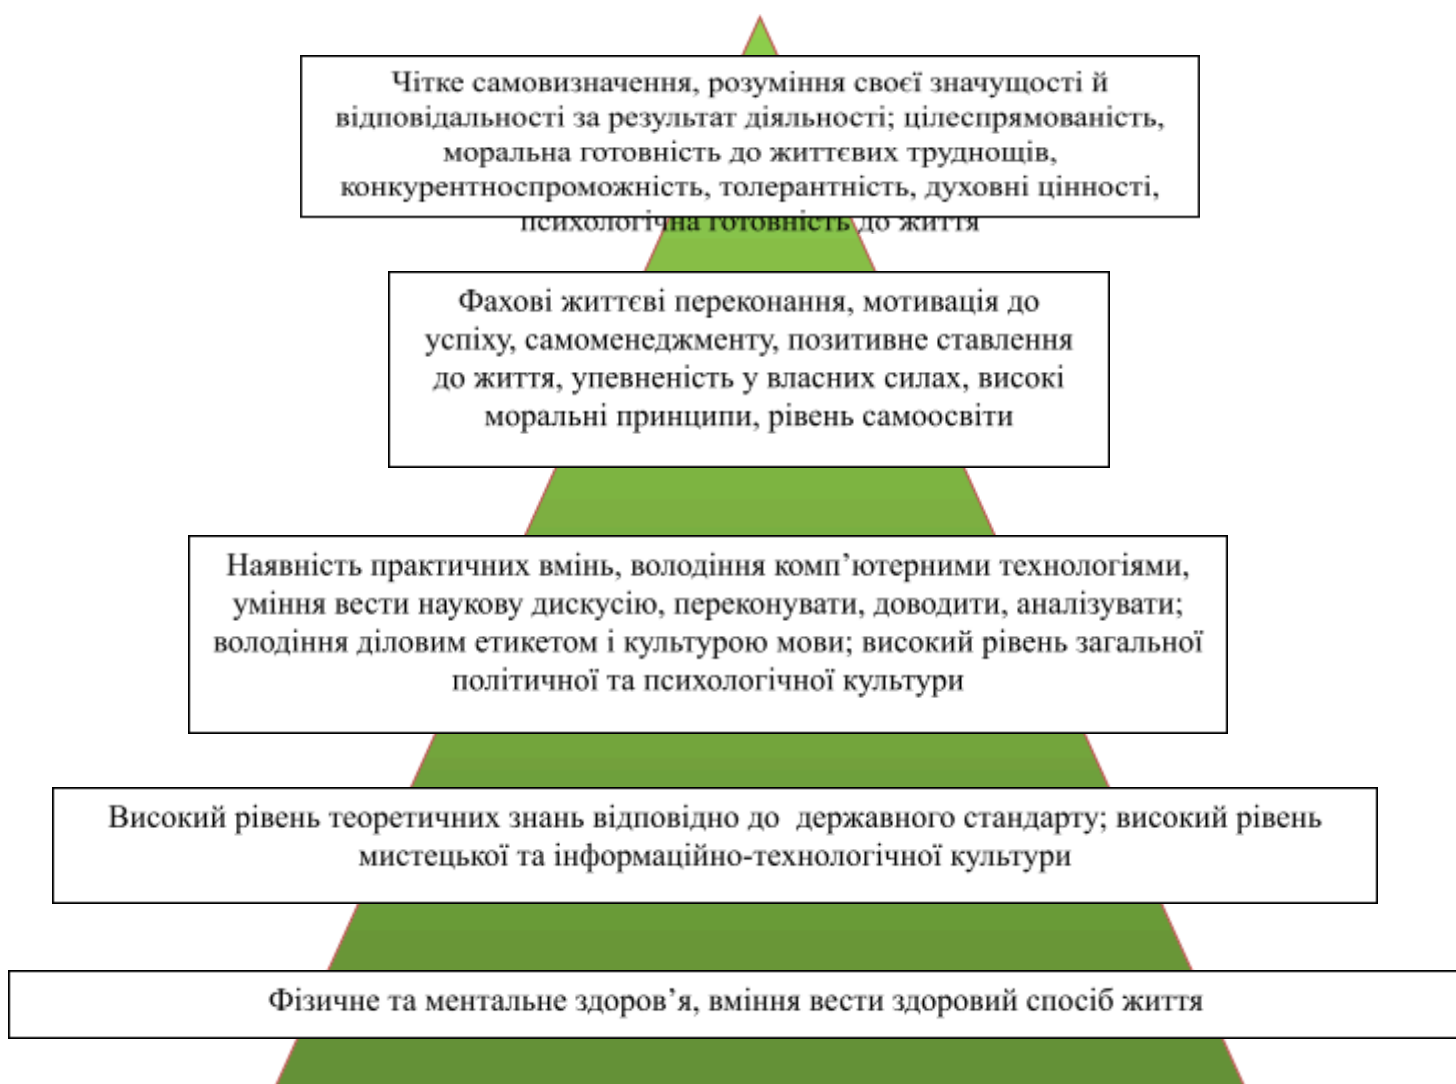 Чітке самовизначення, розуміння своєї значущості й
відповідальності за результат діяльності; цілеспрямованість,
моральна готовність до життєвих труднощів,
конкурентноспроможність, толерантність, духовні цінності,
психологічна готовність до життя
Фахові життєві переконання, мотивація до
успіху, самоменеджменту, позитивне ставлення
до життя, упевненість у власних силах, високі
моральні принципи, рівень самоосвіти
Наявність практичних вмінь, володіння комп’ютерними технологіями,
уміння вести наукову дискусію, переконувати, доводити, аналізувати;
володіння діловим етикетом і культурою мови; високий рівень загальної
політичної та психологічної культури
Високий рівень теоретичних знань відповідно до  державного стандарту; високий рівень
мистецької та інформаційно-технологічної культури
Фізичне та ментальне здоров’я, вміння вести здоровий спосіб життя